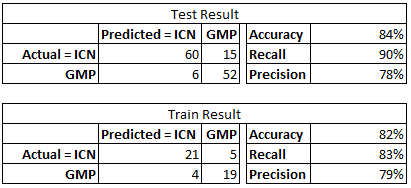 Test Result
Predicted = ICN GMP Accuracy 84%
Actual = ICN 60 15 Recall 90%
GMP 6 52 Precision 78%
Train Result
Predicted = ICN GMP Accuracy 82%
Actual = ICN 21 5 Recall 83%
GMP 4 19 Precision 79%